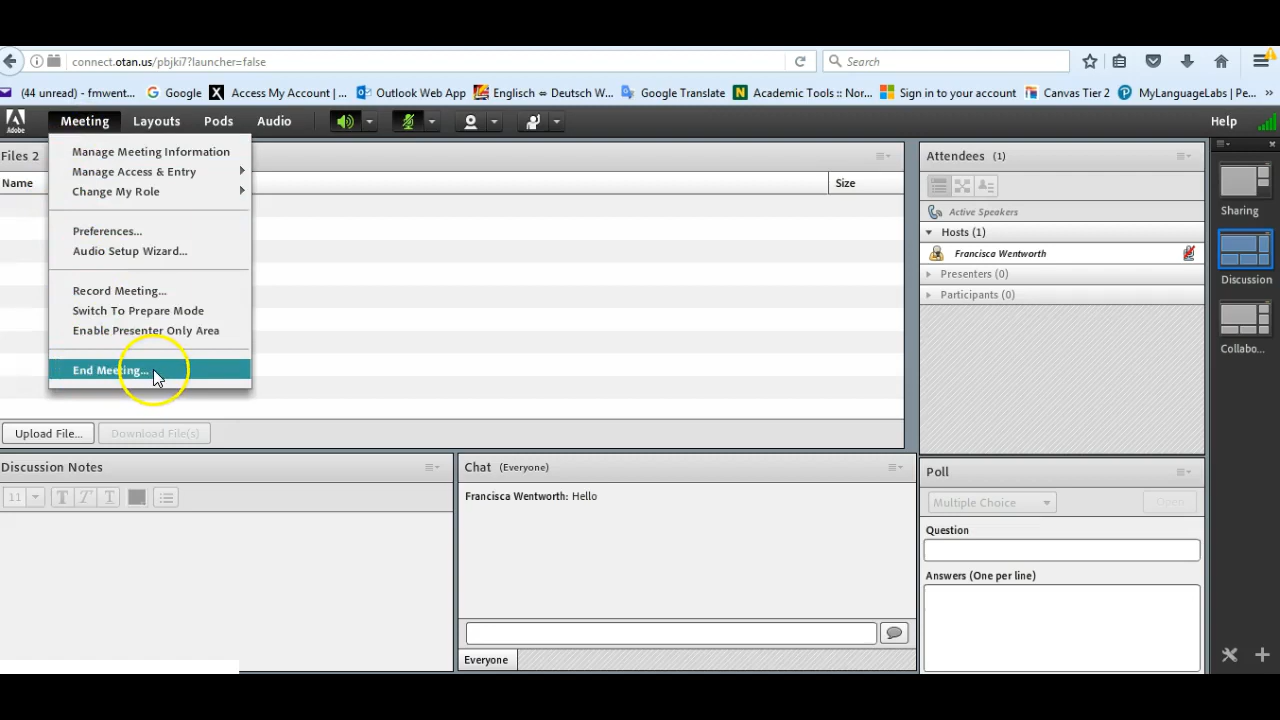 connect.otan.us/pbjki7?launcher=false
Search
(44 unread) - fmwent...
Google
Access My Account | ...
Outlook Web App
Englisch ⇔ Deutsch W...
Google Translate
Academic Tools :: Nor...
Sign in to your account
Canvas Tier 2
MyLanguageLabs | Pe...
Adobe
Meeting
Layouts
Pods
Audio
Help
Files 2
Name
Size
Manage Meeting Information
Manage Access & Entry
Change My Role
Preferences...
Audio Setup Wizard...
Record Meeting...
Switch To Prepare Mode
Enable Presenter Only Area
End Meeting...
Upload File...
Download File(s)
Attendees (1)
Active Speakers
Hosts (1)
Francisca Wentworth
Presenters (0)
Participants (0)
Sharing
Discussion
Collabo...
Discussion Notes
11
T T T
Chat (Everyone)
Francisca Wentworth: Hello
Everyone
Poll
Multiple Choice
Open
Question
Answers (One per line)